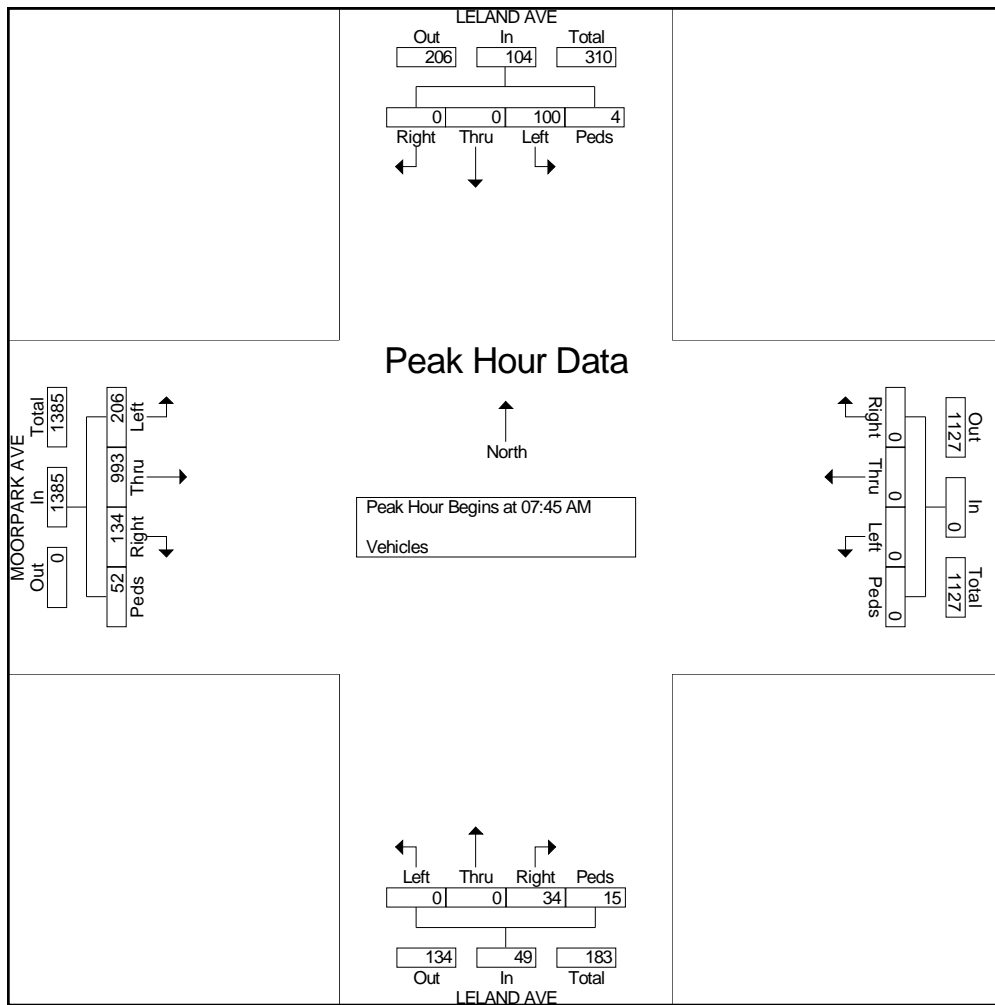 LELAND AVE
Out In Total
206 104 310
0 0 100 4
Right Thru Left Peds
Peak Hour Data
MOORPARK AVE
Out In Total
0 1385 1385
206 993 134 52
Left Thru Right Peds
North
Peak Hour Begins at 07:45 AM
Vehicles
Right Thru Left Peds
0 0 0 0
Out In Total
1127 0 1127
Left Thru Right Peds
0 0 34 15
134 49 183
Out In Total
LELAND AVE